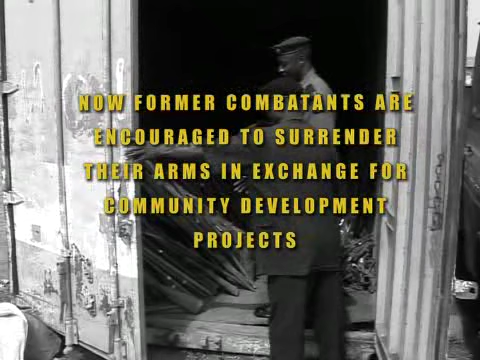 NOW FORMER COMBATANTS ARE
ENCOURAGED TO SURRENDER
THEIR ARMS IN EXCHANGE FOR
COMMUNITY DEVELOPMENT
PROJECTS